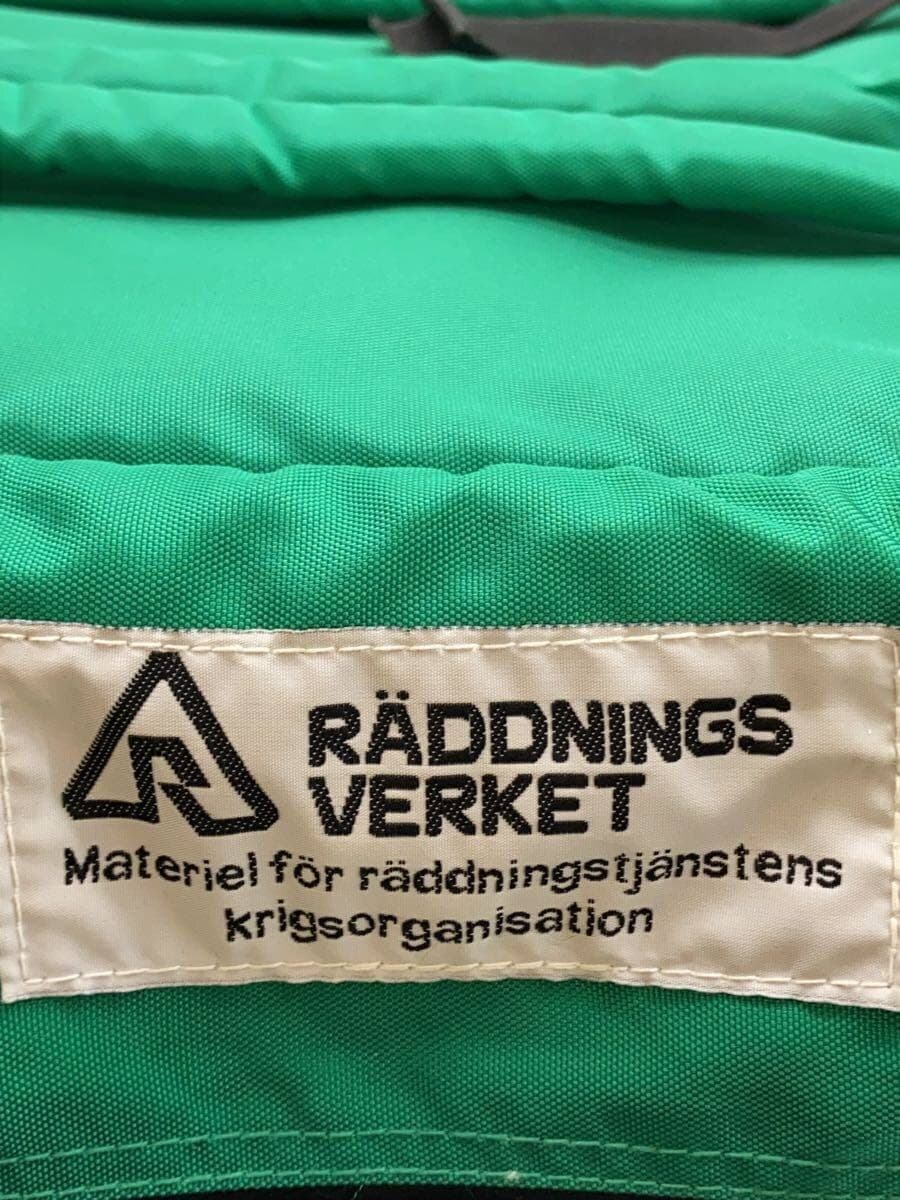 RÄDDNINGS
VERKET
Materiel för räddningstjänstens
krigsorganisation